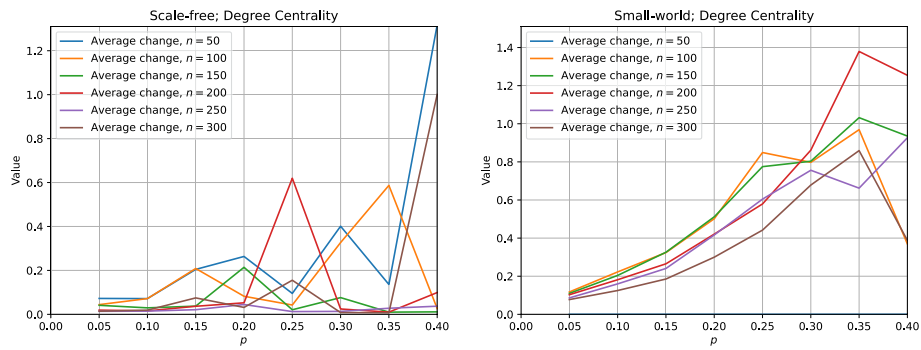 Scale-free; Degree Centrality
Average change, n = 50
Average change, n = 100
Average change, n = 150
Average change, n = 200
Average change, n = 250
Average change, n = 300
Value
1.2
1.0
0.8
0.6
0.4
0.2
0.0
0.00 0.05 0.10 0.15 0.20 0.25 0.30 0.35 0.40
p
Small-world; Degree Centrality
Average change, n = 50
Average change, n = 100
Average change, n = 150
Average change, n = 200
Average change, n = 250
Average change, n = 300
Value
1.4
1.2
1.0
0.8
0.6
0.4
0.2
0.0
0.00 0.05 0.10 0.15 0.20 0.25 0.30 0.35 0.40
p